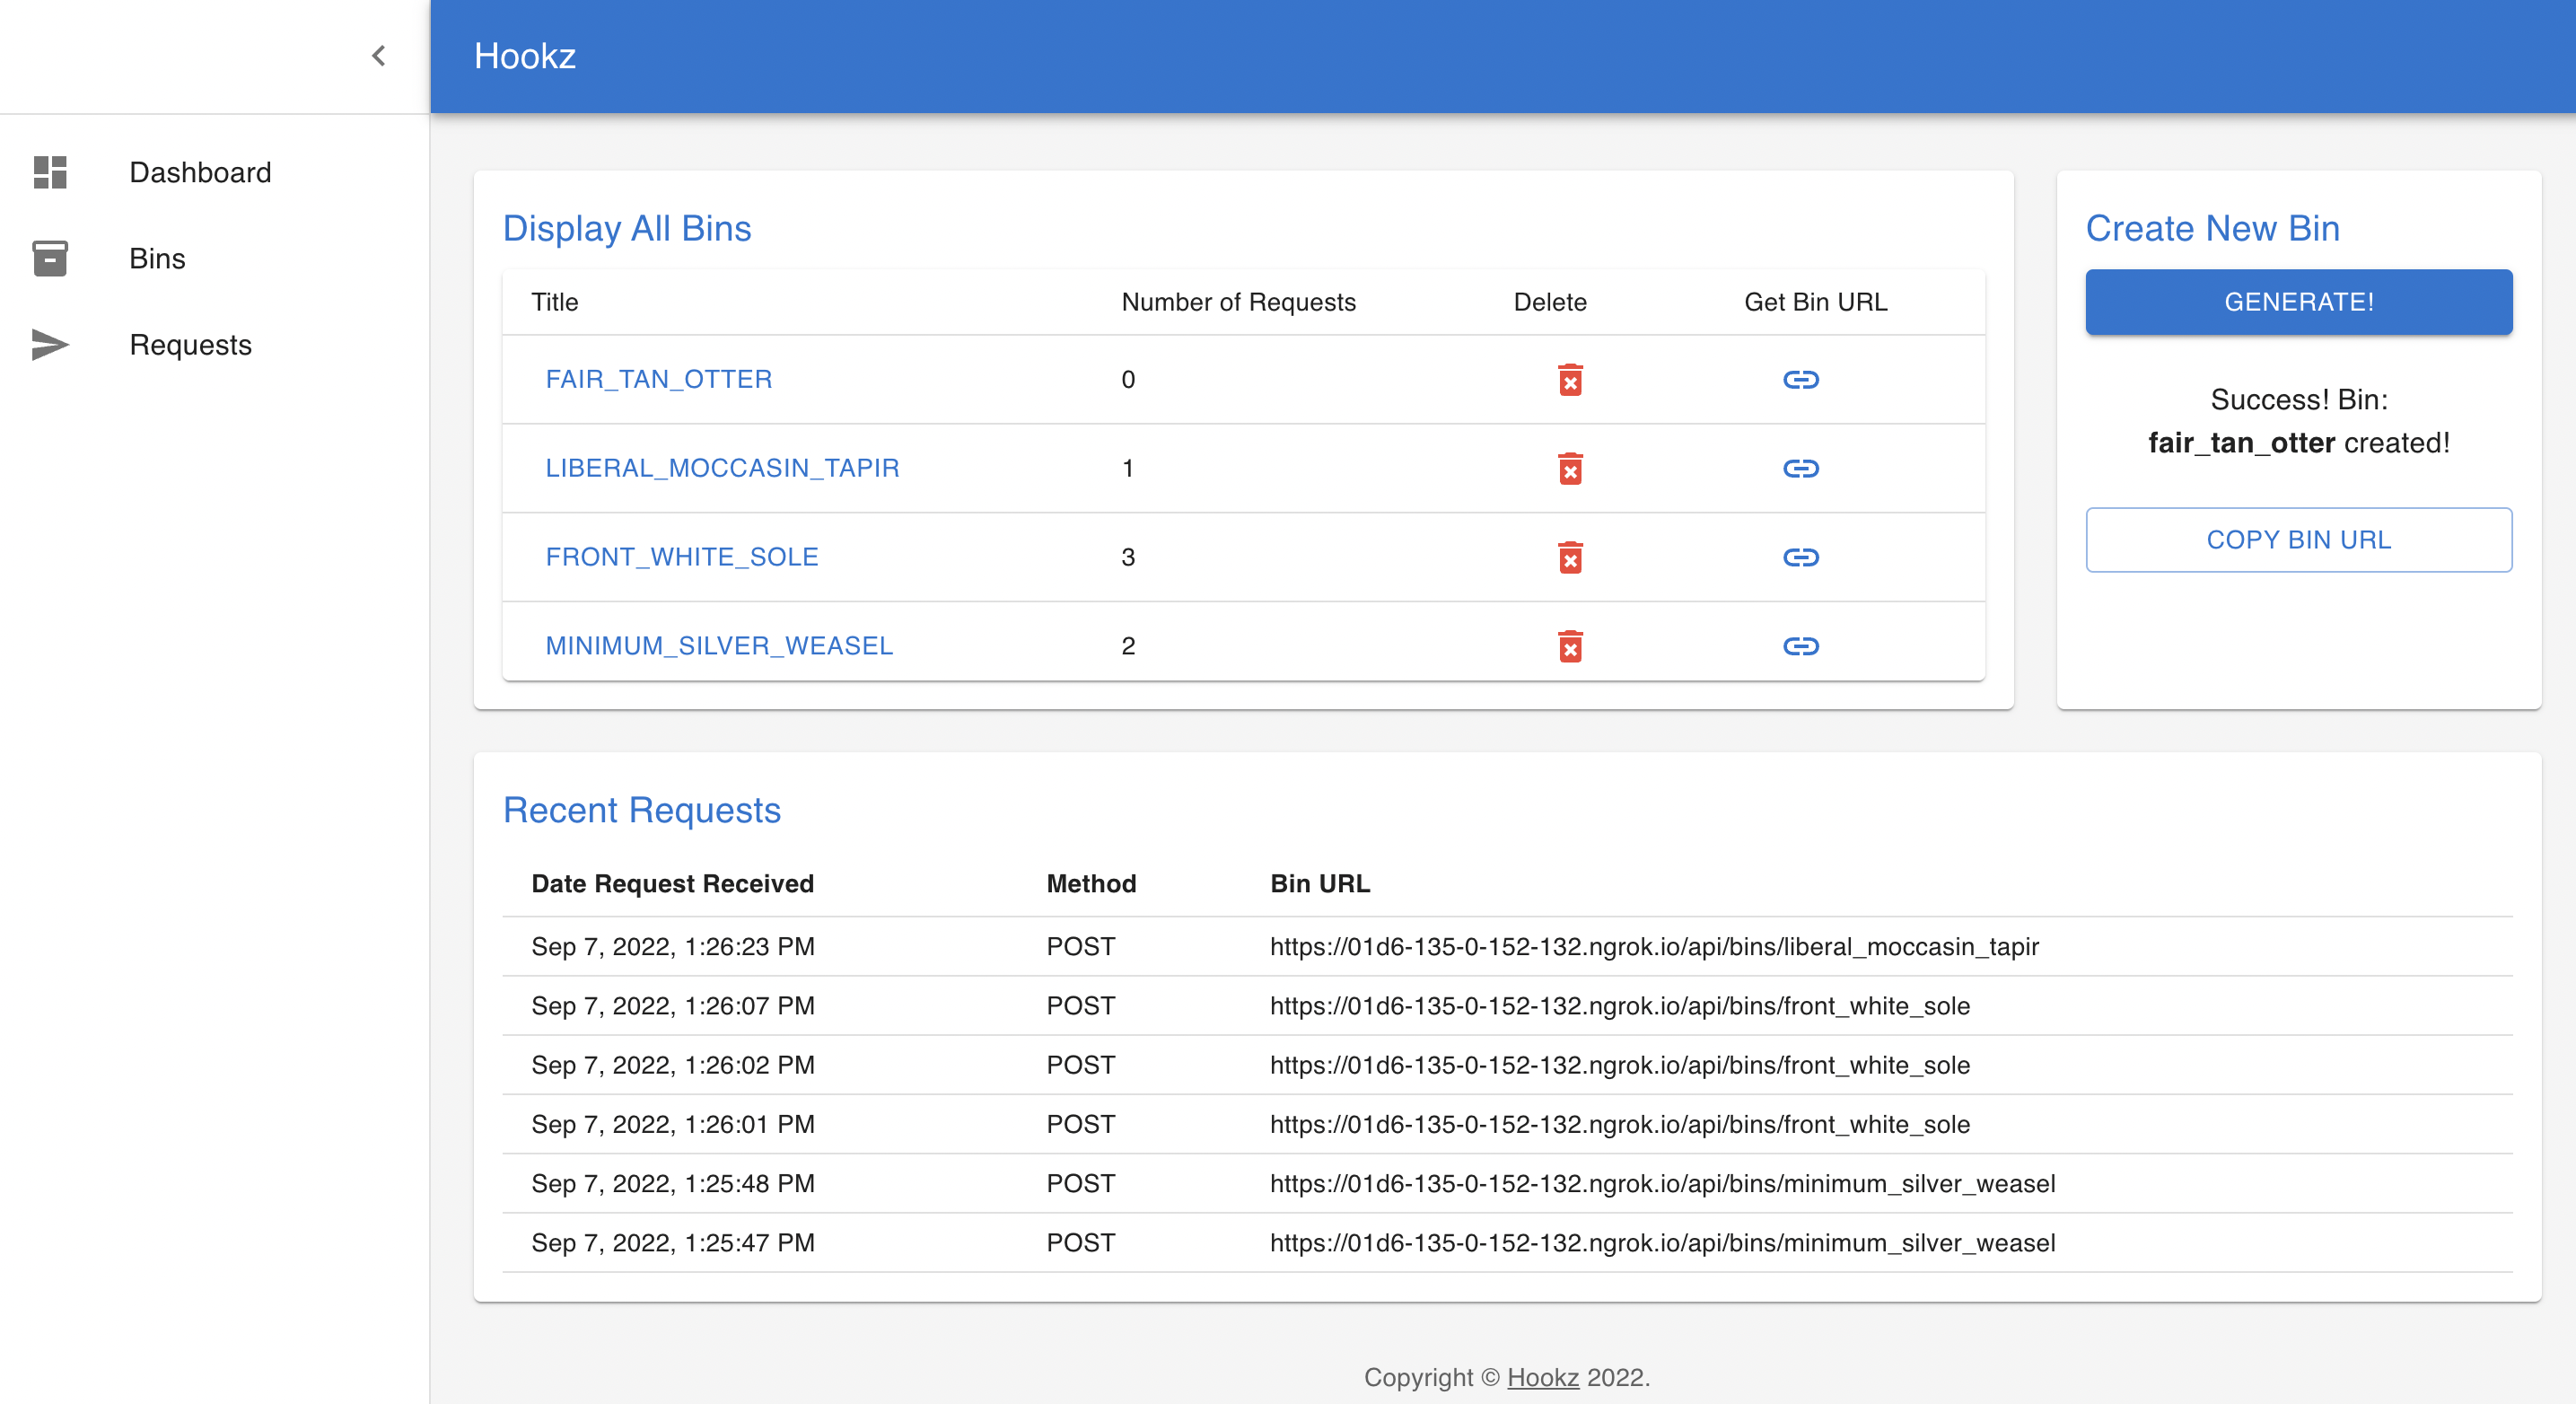 Hookz
Dashboard
Bins
Requests
Display All Bins
Title Number of Requests Delete Get Bin URL
FAIR_TAN_OTTER 0
LIBERAL_MOCCASIN_TAPIR 1
FRONT_WHITE_SOLE 3
MINIMUM_SILVER_WEASEL 2
Create New Bin
GENERATE!
Success! Bin:
fair_tan_otter created!
COPY BIN URL
Recent Requests
Date Request Received Method Bin URL
Sep 7, 2022, 1:26:23 PM POST https://01d6-135-0-152-132.ngrok.io/api/bins/liberal_moccasin_tapir
Sep 7, 2022, 1:26:07 PM POST https://01d6-135-0-152-132.ngrok.io/api/bins/front_white_sole
Sep 7, 2022, 1:26:02 PM POST https://01d6-135-0-152-132.ngrok.io/api/bins/front_white_sole
Sep 7, 2022, 1:26:01 PM POST https://01d6-135-0-152-132.ngrok.io/api/bins/front_white_sole
Sep 7, 2022, 1:25:48 PM POST https://01d6-135-0-152-132.ngrok.io/api/bins/minimum_silver_weasel
Sep 7, 2022, 1:25:47 PM POST https://01d6-135-0-152-132.ngrok.io/api/bins/minimum_silver_weasel
Copyright © Hookz 2022.